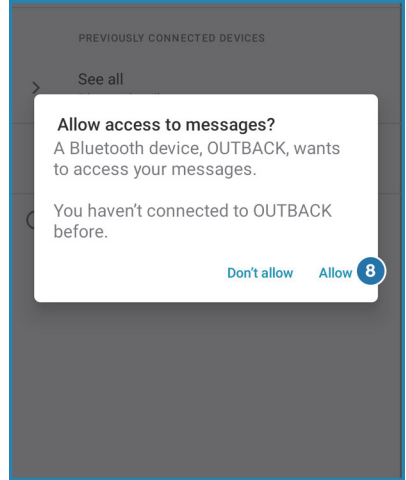 PREVIOUSLY CONNECTED DEVICES
See all
Allow access to messages?
A Bluetooth device, OUTBACK, wants
to access your messages.
You haven’t connected to OUTBACK
before.
Don’t allow Allow 8